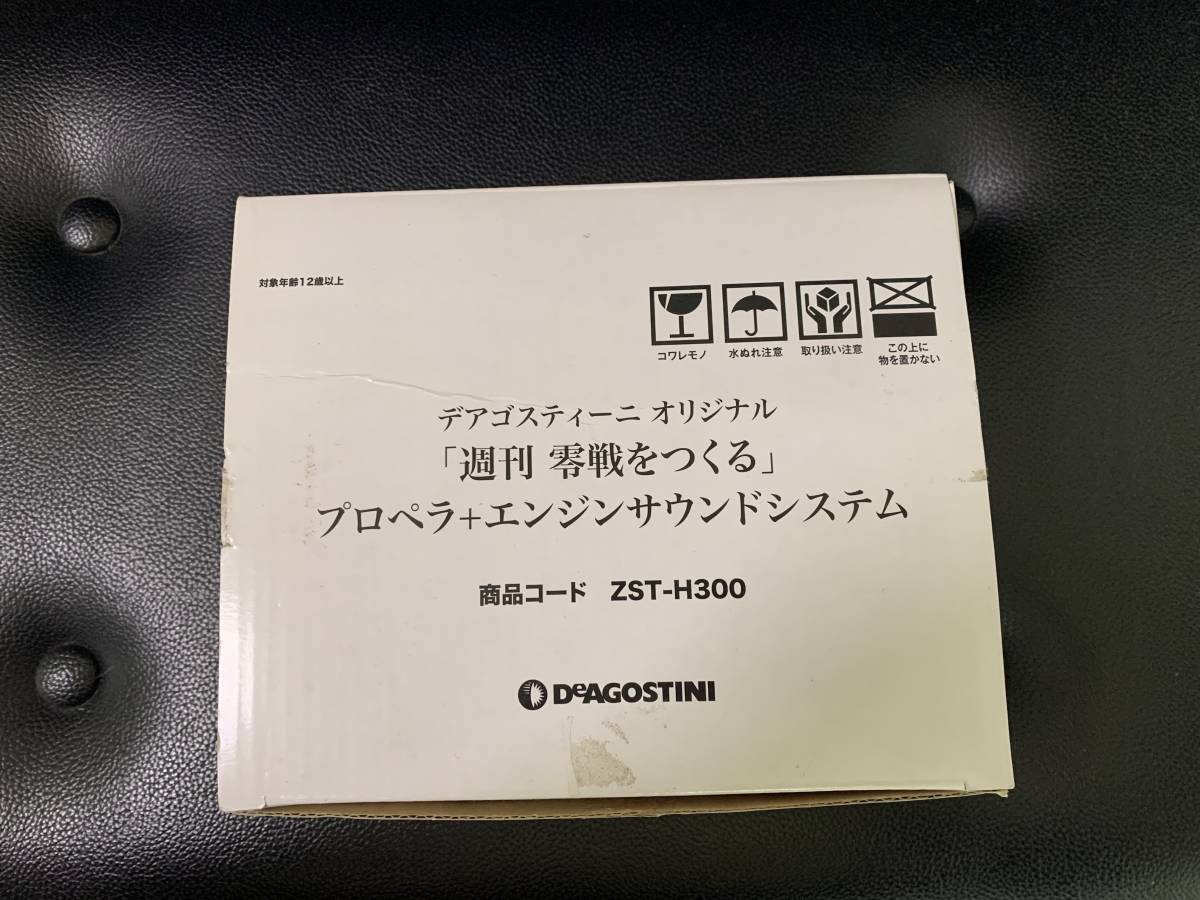 対象年齢12歳以上
コワレモノ
水ぬれ注意
取り扱い注意
この上に
物を置かない
デアゴスティーニ オリジナル
「週刊 零戦をつくる」
プロペラ+エンジンサウンドシステム
商品コード ZST-H300
DeAGOSTINI